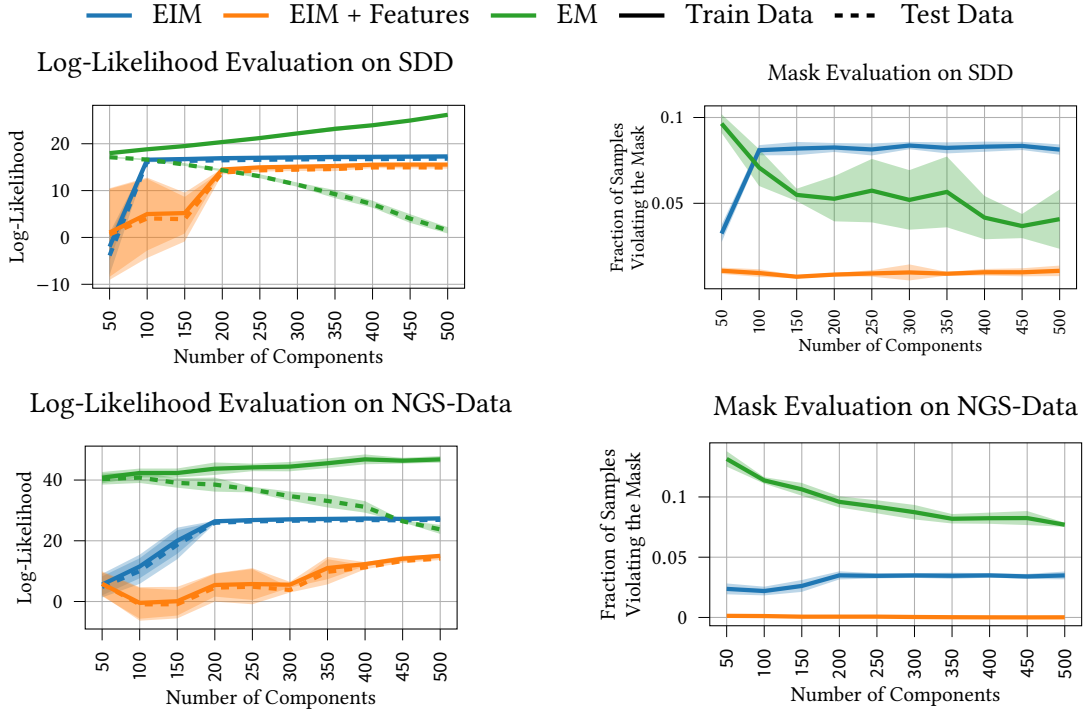 EIM EIM + Features EM Train Data Test Data
Log-Likelihood Evaluation on SDD
Log-Likelihood
20
10
0
−10
50 100 150 200 250 300 350 400 450 500
Number of Components
Mask Evaluation on SDD
Fraction of Samples
Violating the Mask
0.1
0.05
50 100 150 200 250 300 350 400 450 500
Number of Components
Log-Likelihood Evaluation on NGS-Data
Log-Likelihood
40
20
0
50 100 150 200 250 300 350 400 450 500
Number of Components
Mask Evaluation on NGS-Data
Fraction of Samples
Violating the Mask
0.1
0.05
0
50 100 150 200 250 300 350 400 450 500
Number of Components